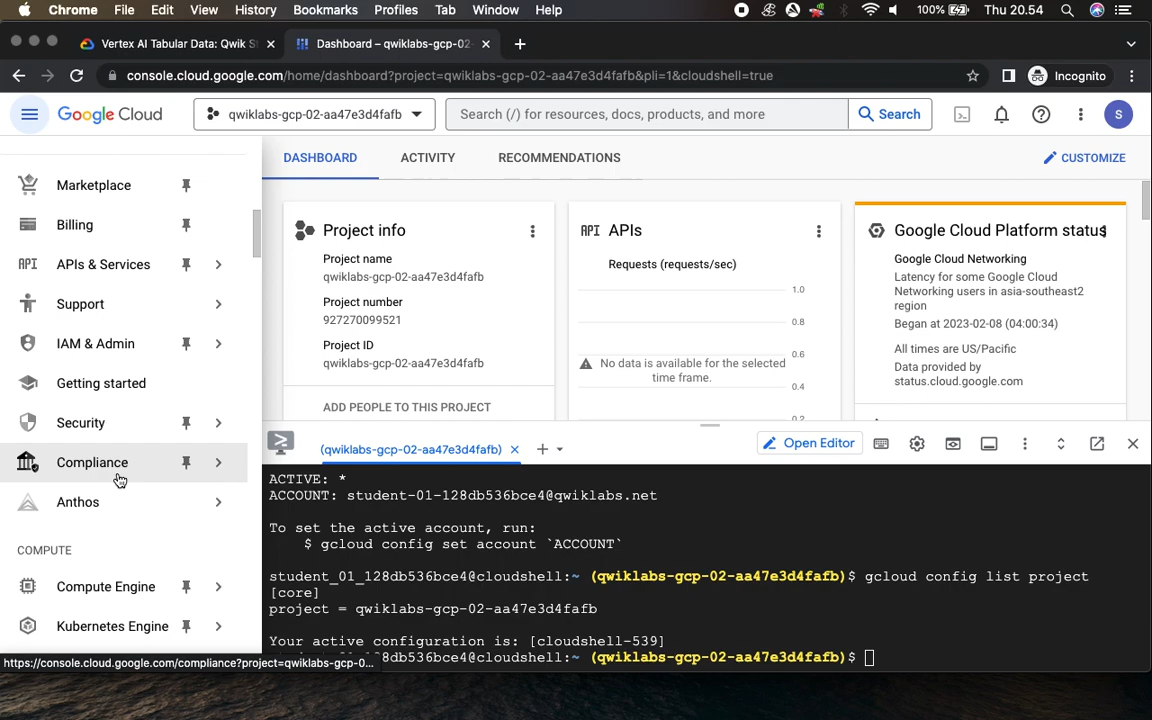 Chrome File Edit View History Bookmarks Profiles Tab Window Help 100% Thu 20.54
Vertex AI Tabular Data: Qwik St Dashboard – qwiklabs-gcp-02-
console.cloud.google.com/home/dashboard?project=qwiklabs-gcp-02-aa47e3d4fafb&pli=1&cloudshell=true Incognito
Google Cloud qwiklabs-gcp-02-aa47e3d4fafb Search (/) for resources, docs, products, and more Search S
Marketplace
Billing
API APIs & Services
Support
IAM & Admin
Getting started
Security
Compliance
Anthos
COMPUTE
Compute Engine
Kubernetes Engine
https://console.cloud.google.com/compliance?project=qwiklabs-gcp-0...
DASHBOARD ACTIVITY RECOMMENDATIONS CUSTOMIZE
Project info
Project name
qwiklabs-gcp-02-aa47e3d4fafb
Project number
927270099521
Project ID
qwiklabs-gcp-02-aa47e3d4fafb
ADD PEOPLE TO THIS PROJECT
API APIs
Requests (requests/sec)
1.0
0.8
0.6
No data is available for the selected
time frame.
0.4
0.2
Google Cloud Platform status
Google Cloud Networking
Latency for some Google Cloud
Networking users in asia-southeast2
region
Began at 2023-02-08 (04:00:34)
All times are US/Pacific
Data provided by
status.cloud.google.com
(qwiklabs-gcp-02-aa47e3d4fafb) Open Editor
ACTIVE: *
ACCOUNT: student-01-128db536bce4@qwiklabs.net
To set the active account, run:
$ gcloud config set account `ACCOUNT`
student_01_128db536bce4@cloudshell:~ (qwiklabs-gcp-02-aa47e3d4fafb)$ gcloud config list project
[core]
project = qwiklabs-gcp-02-aa47e3d4fafb
Your active configuration is: [cloudshell-539]
8db536bce4@cloudshell:~ (qwiklabs-gcp-02-aa47e3d4fafb)$